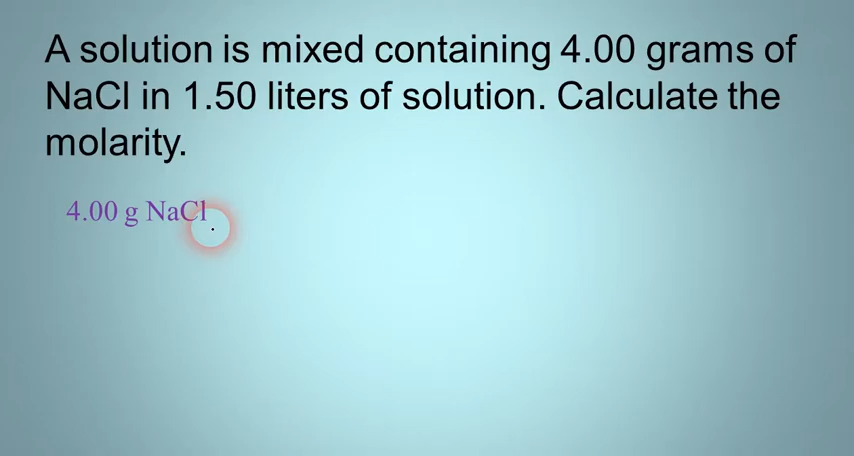 A solution is mixed containing 4.00 grams of
NaCl in 1.50 liters of solution. Calculate the
molarity.
4.00 g NaCl